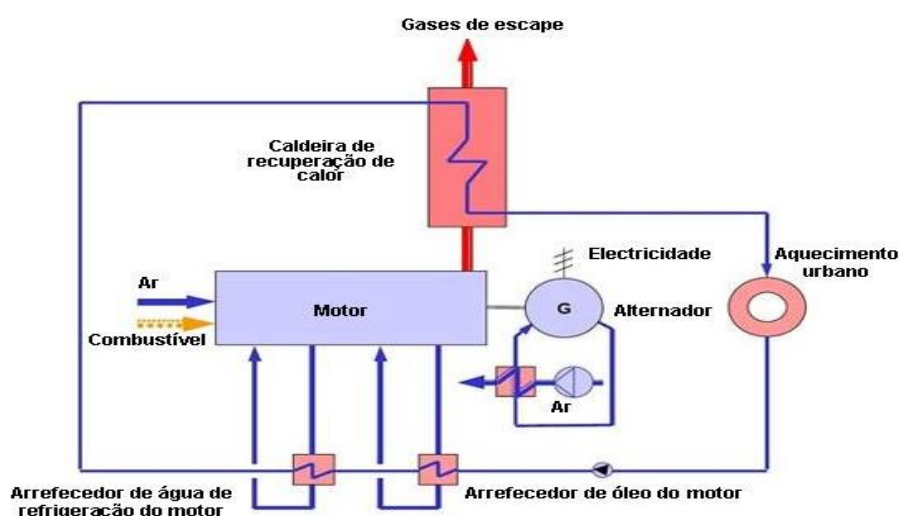 Gases de escape
Caldeira de
recuperação de
calor
Electricidade
Aquecimento
urbano
Ar
Motor
G
Alternador
Combustível
Ar
Arrefecedor de água de
refrigeração do motor
Arrefecedor de óleo do motor